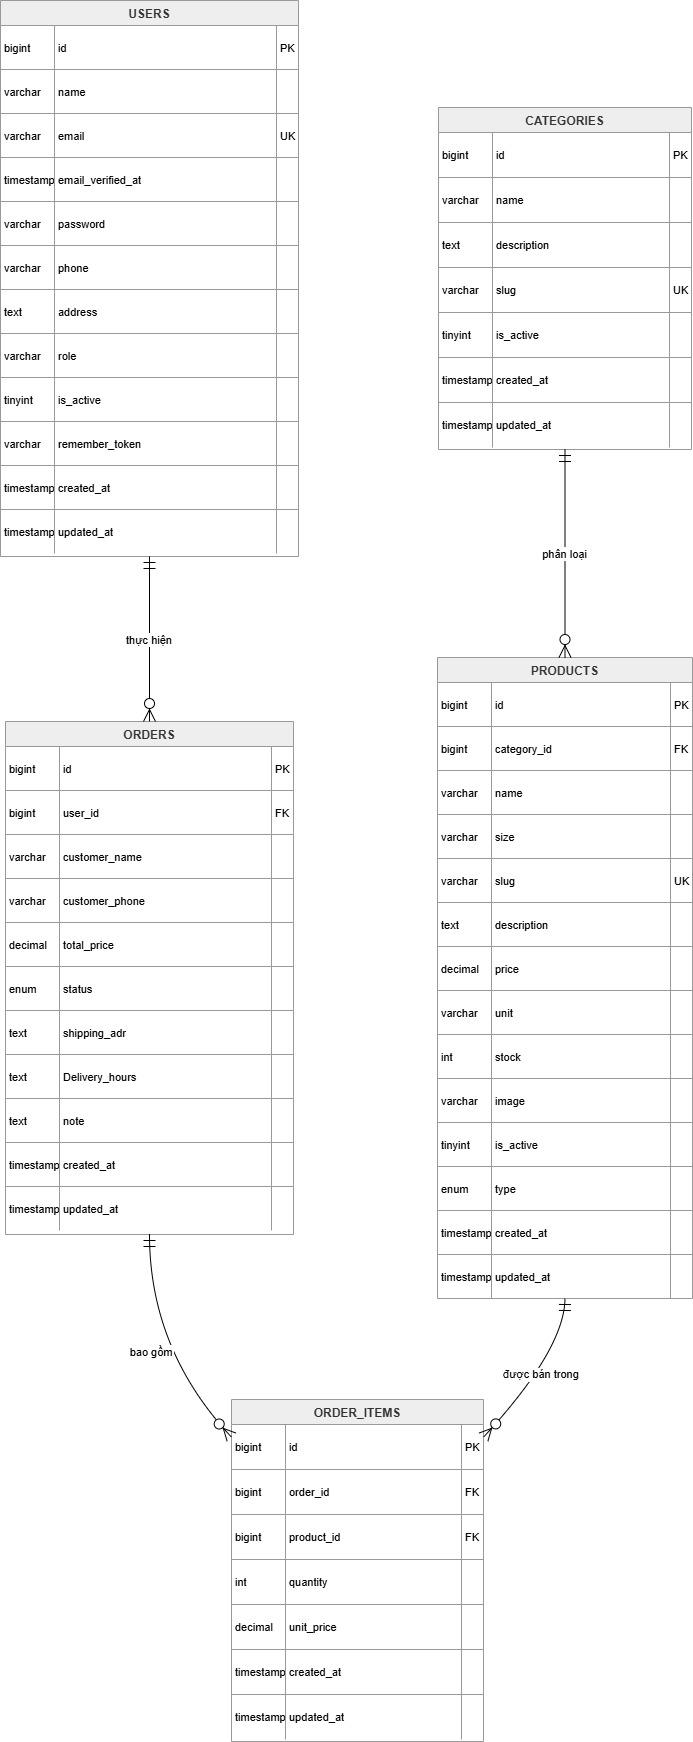 USERS
bigint id PK
varchar name
varchar email UK
timestamp email_verified_at
varchar password
varchar phone
text address
varchar role
tinyint is_active
varchar remember_token
timestamp created_at
timestamp updated_at
CATEGORIES
bigint id PK
varchar name
text description
varchar slug UK
tinyint is_active
timestamp created_at
timestamp updated_at
thực hiện
phân loại
ORDERS
bigint id PK
bigint user_id FK
varchar customer_name
varchar customer_phone
decimal total_price
enum status
text shipping_adr
text Delivery_hours
text note
timestamp created_at
timestamp updated_at
PRODUCTS
bigint id PK
bigint category_id FK
varchar name
varchar size
varchar slug UK
text description
decimal price
varchar unit
int stock
varchar image
tinyint is_active
enum type
timestamp created_at
timestamp updated_at
bao gồm
được bán trong
ORDER_ITEMS
bigint id PK
bigint order_id FK
bigint product_id FK
int quantity
decimal unit_price
timestamp created_at
timestamp updated_at